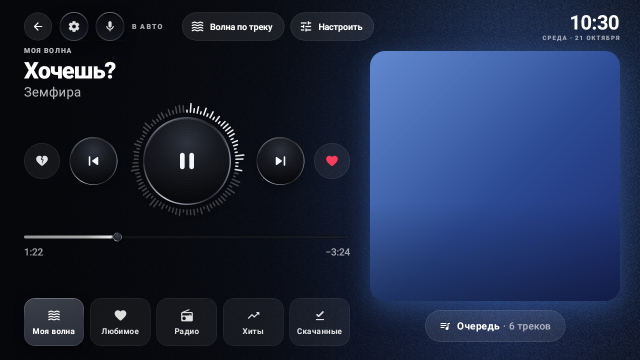 В АВТО
Волна по треку
Настроить
10:30
СРЕДА · 21 ОКТЯБРЯ
МОЯ ВОЛНА
Хочешь?
Земфира
1:22
−3:24
Моя волна
Любимое
Радио
Хиты
Скачанные
Очередь · 6 треков